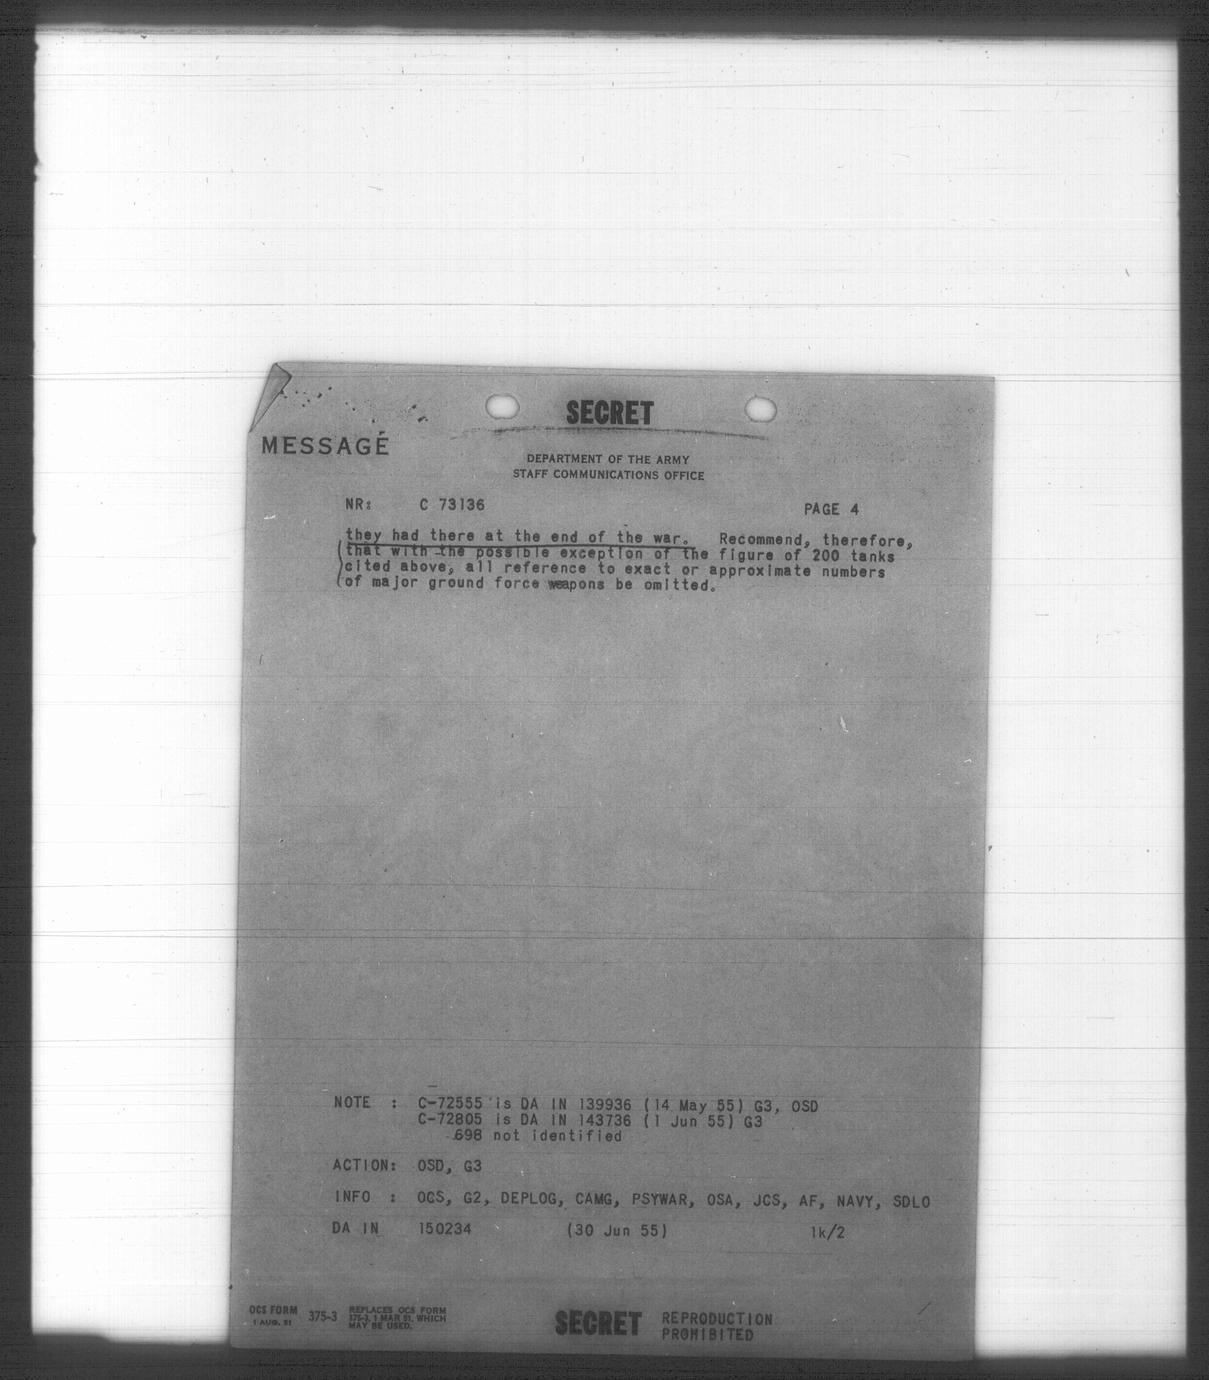 SECRET
MESSAGE
DEPARTMENT OF THE ARMY
STAFF COMMUNICATIONS OFFICE
NR: C 73136 PAGE 4
they had there at the end of the war. Recommend, therefore,
that with the possible exception of the figure of 200 tanks
cited above, all reference to exact or approximate numbers
of major ground force weapons be omitted.
NOTE : C-72555 is DA IN 139936 (14 May 55) G3, OSD
C-72805 is DA IN 143736 (1 Jun 55) G3
698 not identified
ACTION: OSD, G3
INFO : OCS, G2, DEPLOG, CAMG, PSYWAR, OSA, JCS, AF, NAVY, SDLO
DA IN 150234 (30 Jun 55) lk/2
OCS FORM 375-3 REPLACES OCS FORM
1 AUG. 51 375-3, 1 MAR 51, WHICH
MAY BE USED.
SECRET REPRODUCTION
PROHIBITED